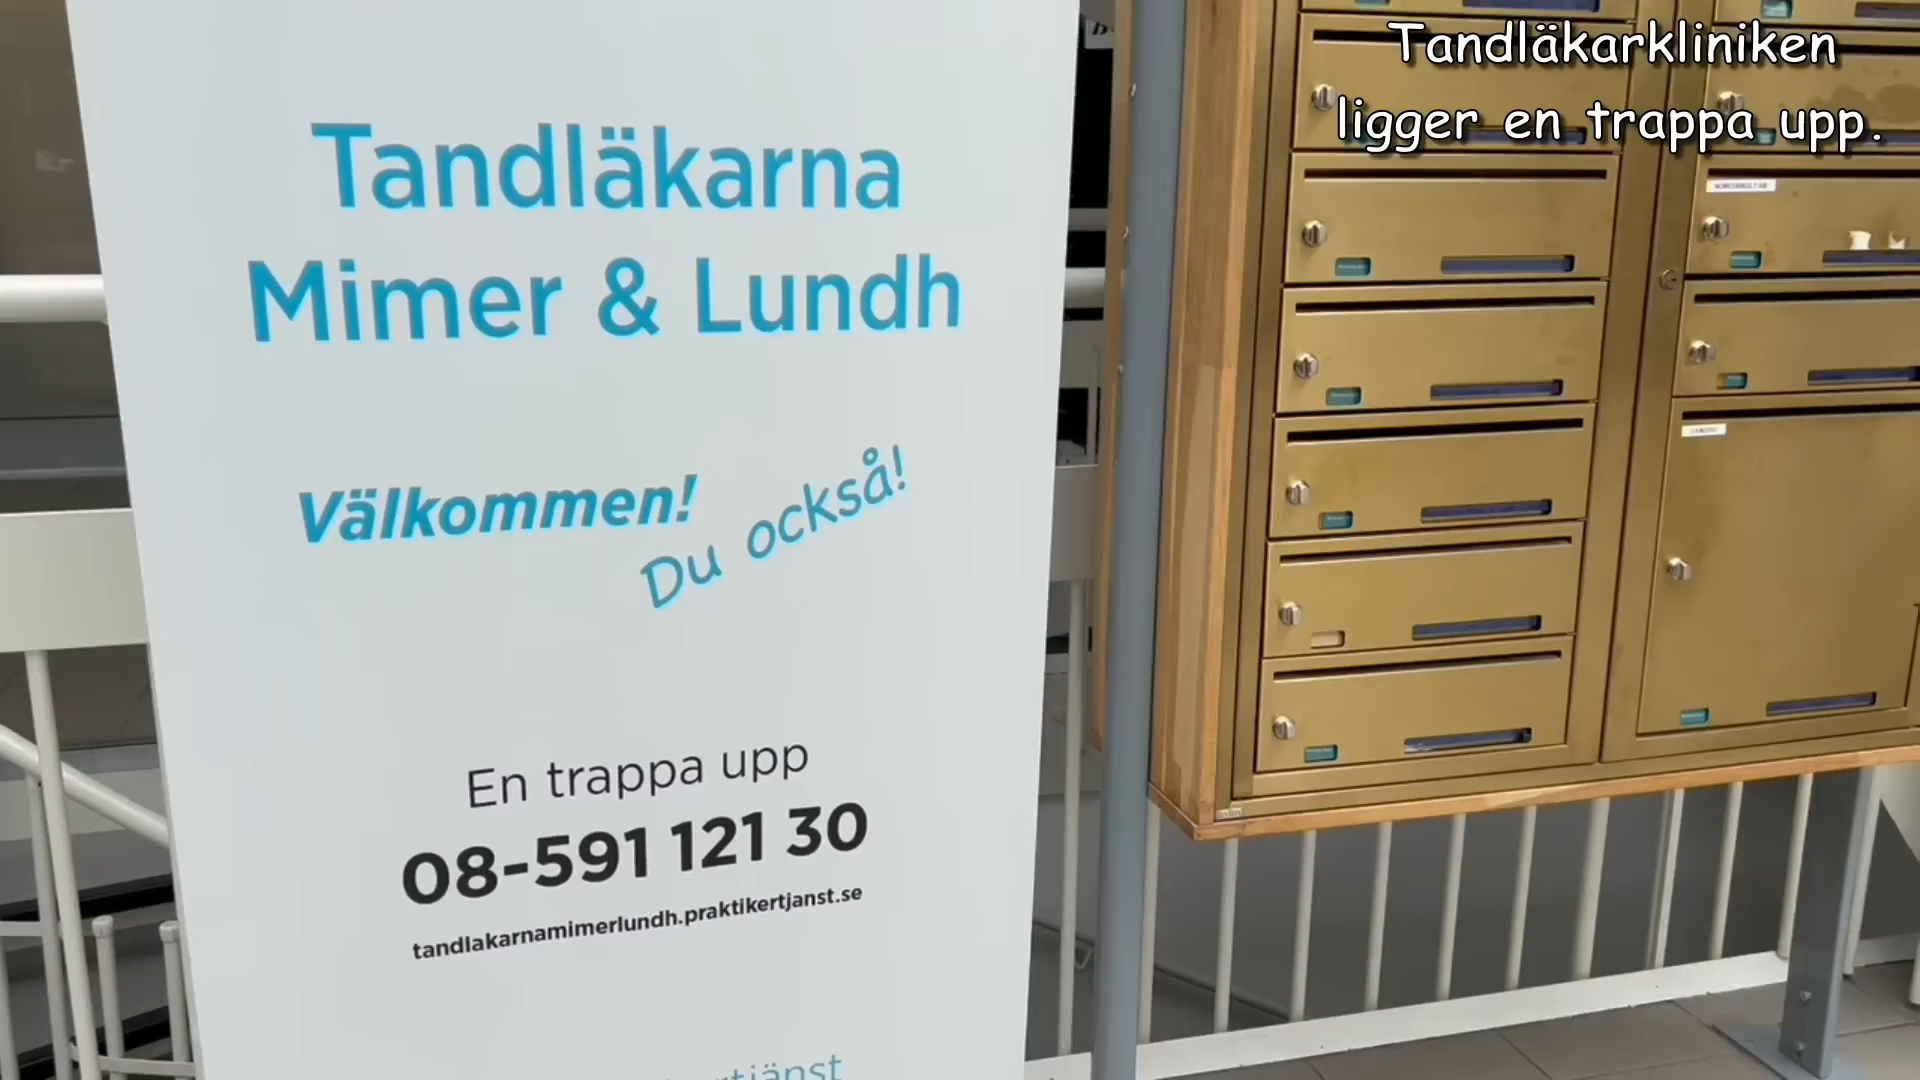 Tandläkarkliniken
ligger en trappa upp.
Tandläkarna
Mimer & Lundh
Välkommen!
Du också!
En trappa upp
08-591 121 30
tandlakarnamimerlundh.praktikertjanst.se